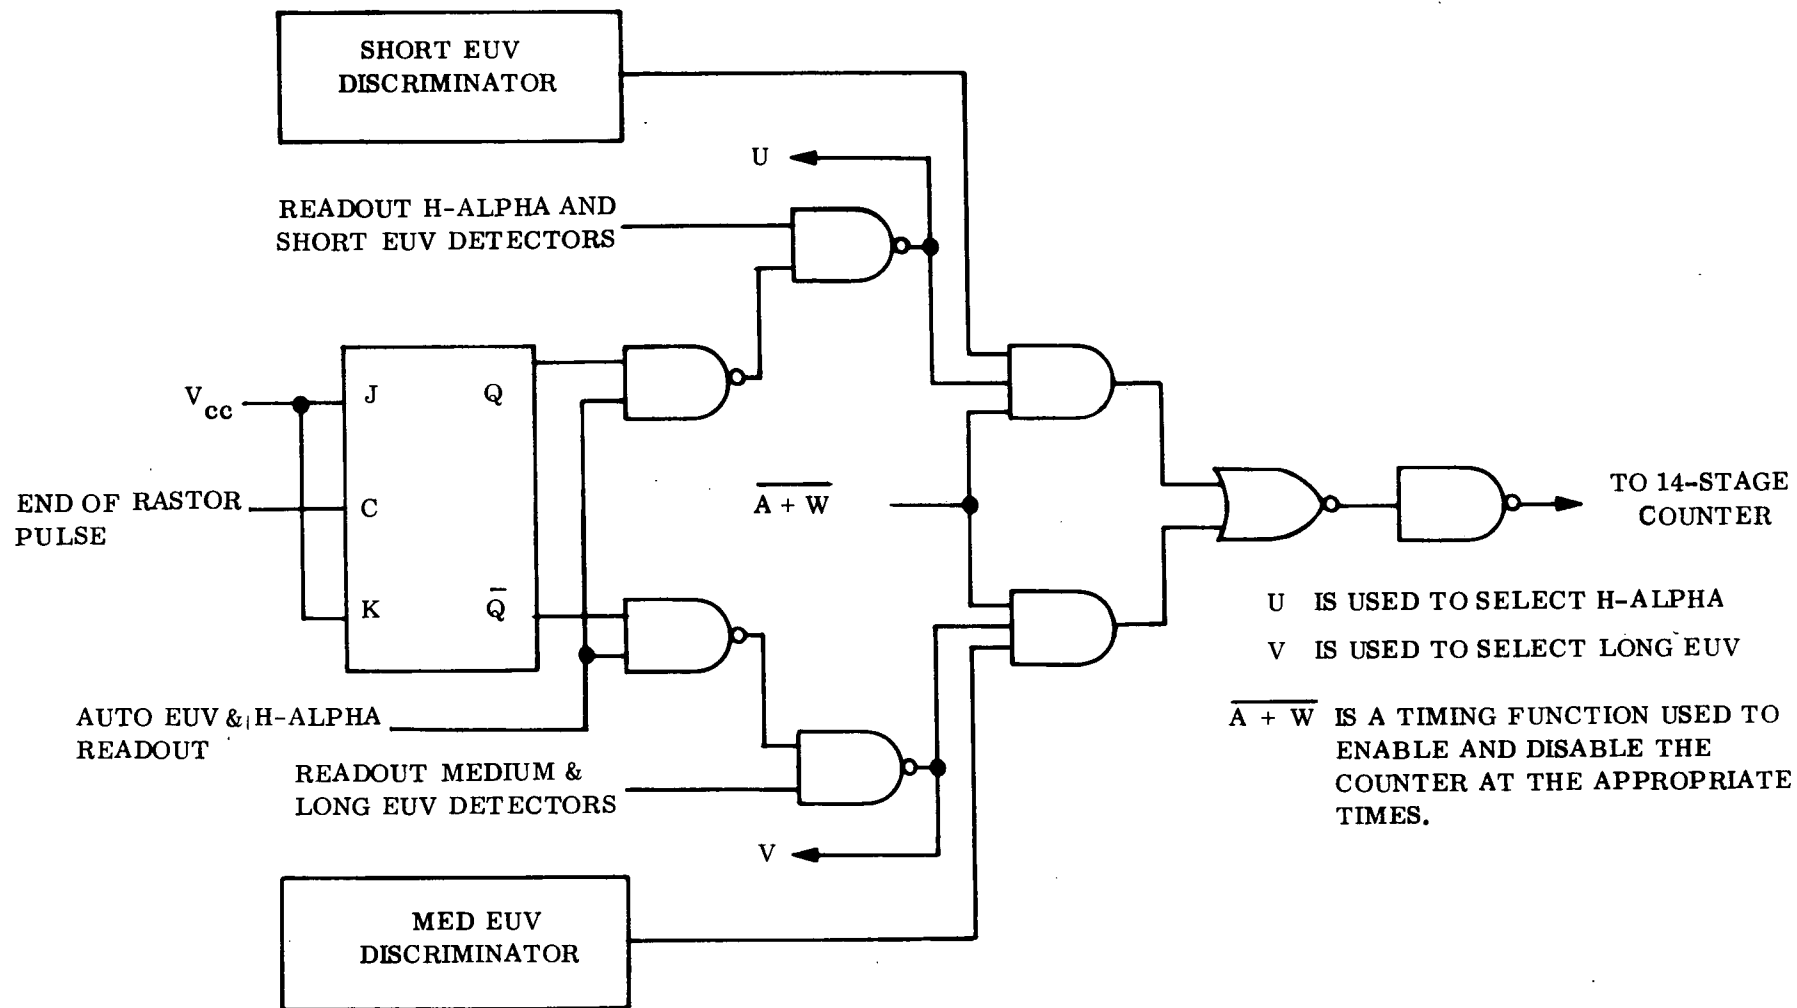 SHORT EUV
DISCRIMINATOR
U
READOUT H-ALPHA AND
SHORT EUV DETECTORS
V_cc
J
Q
END OF RASTOR
PULSE
C
K
Q̅
A + W
TO 14-STAGE
COUNTER
U IS USED TO SELECT H-ALPHA
V IS USED TO SELECT LONG EUV
A + W IS A TIMING FUNCTION USED TO
ENABLE AND DISABLE THE
COUNTER AT THE APPROPRIATE
TIMES.
AUTO EUV & H-ALPHA
READOUT
READOUT MEDIUM &
LONG EUV DETECTORS
V
MED EUV
DISCRIMINATOR